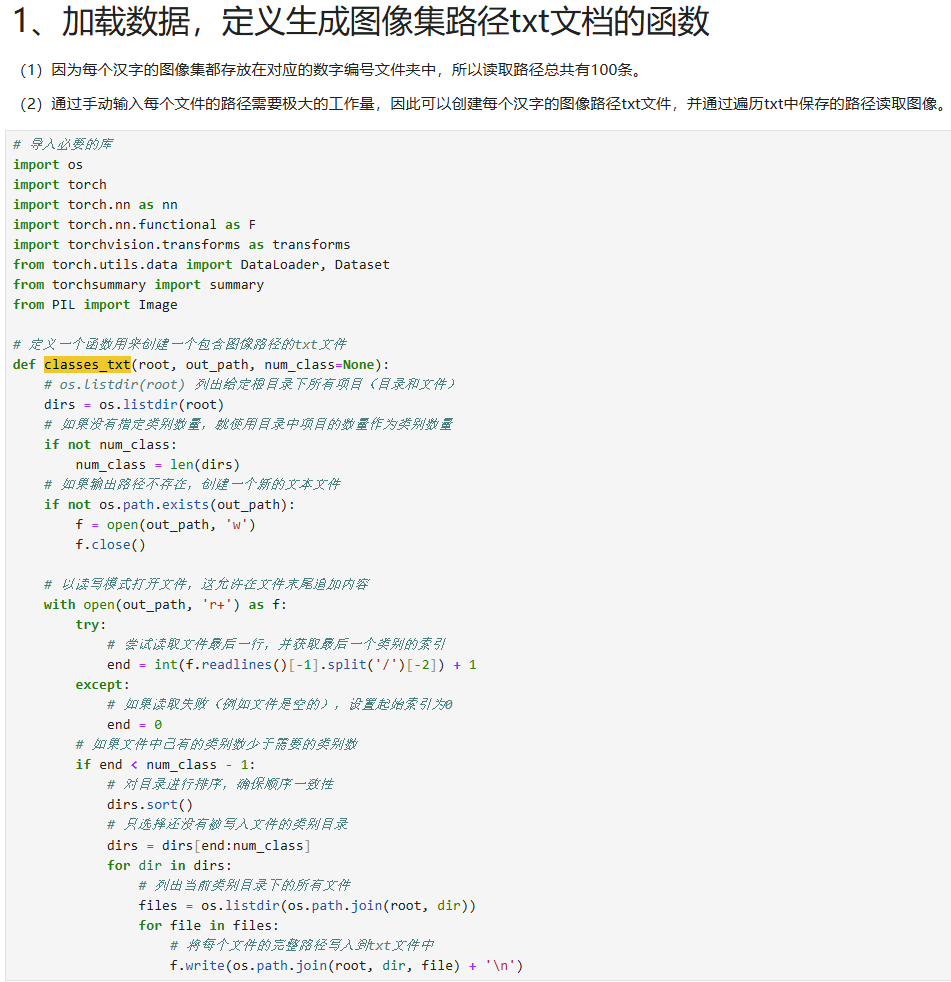 1、加载数据，定义生成图像集路径txt文档的函数
（1）因为每个汉字的图像集都存放在对应的数字编号文件夹中，所以读取路径总共有100条。
（2）通过手动输入每个文件的路径需要极大的工作量，因此可以创建每个汉字的图像路径txt文件，并通过遍历txt中保存的路径读取图像。
# 导入必要的库
import os
import torch
import torch.nn as nn
import torch.nn.functional as F
import torchvision.transforms as transforms
from torch.utils.data import DataLoader, Dataset
from torchsummary import summary
from PIL import Image
# 定义一个函数用来创建一个包含图像路径的txt文件
def classes_txt(root, out_path, num_class=None):
    # os.listdir(root) 列出给定根目录下所有项目（目录和文件）
    dirs = os.listdir(root)
    # 如果没有指定类别数量，就使用目录中项目的数量作为类别数量
    if not num_class:
        num_class = len(dirs)
    # 如果输出路径不存在，创建一个新的文本文件
    if not os.path.exists(out_path):
        f = open(out_path, 'w')
        f.close()
    # 以读写模式打开文件，这允许在文件末尾追加内容
    with open(out_path, 'r+') as f:
        try:
            # 尝试读取文件最后一行，并获取最后一个类别的索引
            end = int(f.readlines()[-1].split('/')[-2]) + 1
        except:
            # 如果读取失败（例如文件是空的），设置起始索引为0
            end = 0
        # 如果文件中已有的类别数少于需要的类别数
        if end < num_class - 1:
            # 对目录进行排序，确保顺序一致性
            dirs.sort()
            # 只选择还没有被写入文件的类别目录
            dirs = dirs[end:num_class]
            for dir in dirs:
                # 列出当前类别目录下的所有文件
                files = os.listdir(os.path.join(root, dir))
                for file in files:
                    # 将每个文件的完整路径写入到txt文件中
                    f.write(os.path.join(root, dir, file) + '\n')